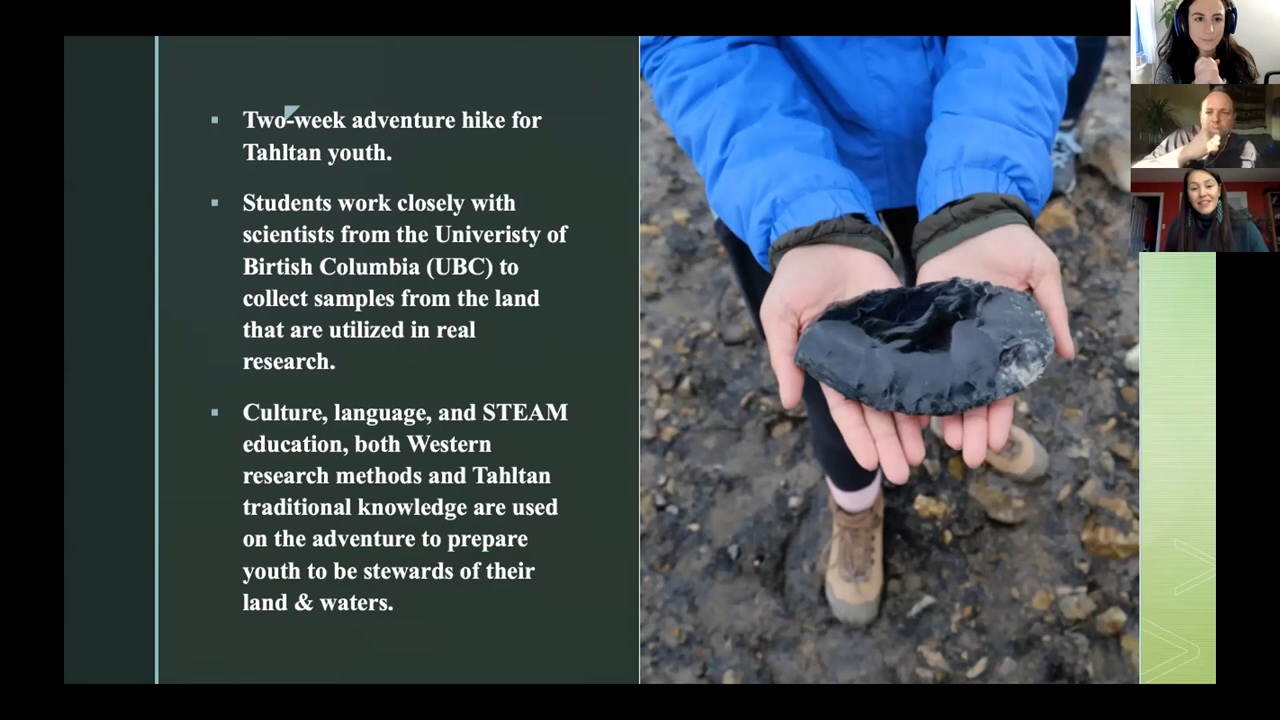 Two-week adventure hike for
Tahltan youth.
Students work closely with
scientists from the Univeristy of
Birtish Columbia (UBC) to
collect samples from the land
that are utilized in real
research.
Culture, language, and STEAM
education, both Western
research methods and Tahltan
traditional knowledge are used
on the adventure to prepare
youth to be stewards of their
land & waters.